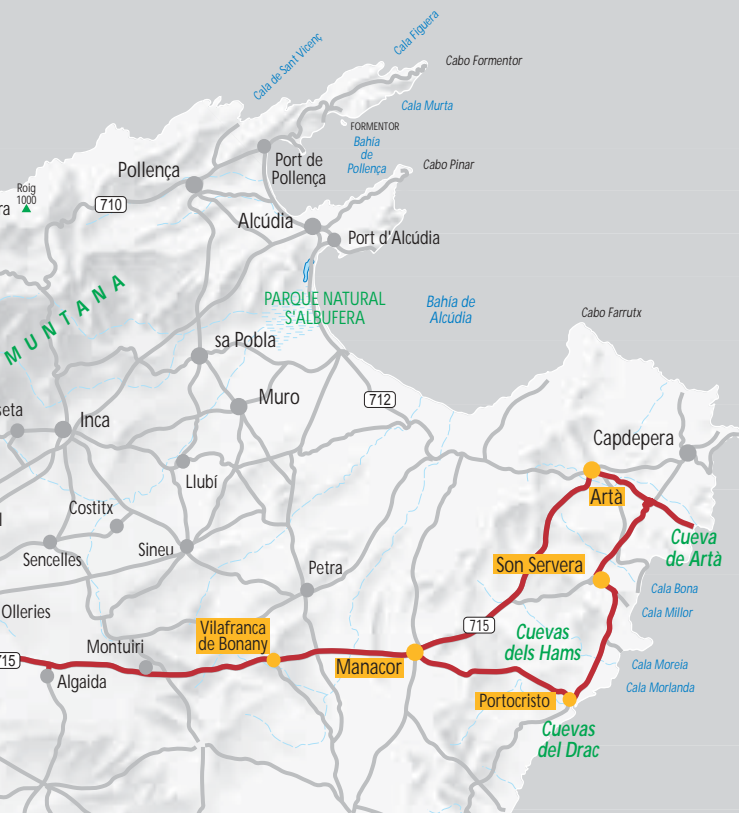 Cala de Sant Vicenç
Cala Figuera
Cabo Formentor
Cala Murta
FORMENTOR
Bahía
de
Pollença
Port de
Pollença
Pollença
Cabo Pinar
Roig
1000
710
Alcúdia
Port d'Alcúdia
MUNTANA
PARQUE NATURAL
S'ALBUFERA
Bahía de
Alcúdia
Cabo Farrutx
sa Pobla
Muro
712
Inca
Capdepera
Llubí
Artà
Costitx
Sencelles
Sineu
Cueva
de Artà
Son Servera
Petra
Cala Bona
Cala Millor
Olleries
Vilafranca
de Bonany
715
Cuevas
dels Hams
Montuiri
Manacor
Cala Moreia
15
Algaida
Cala Morlanda
Portocristo
Cuevas
del Drac